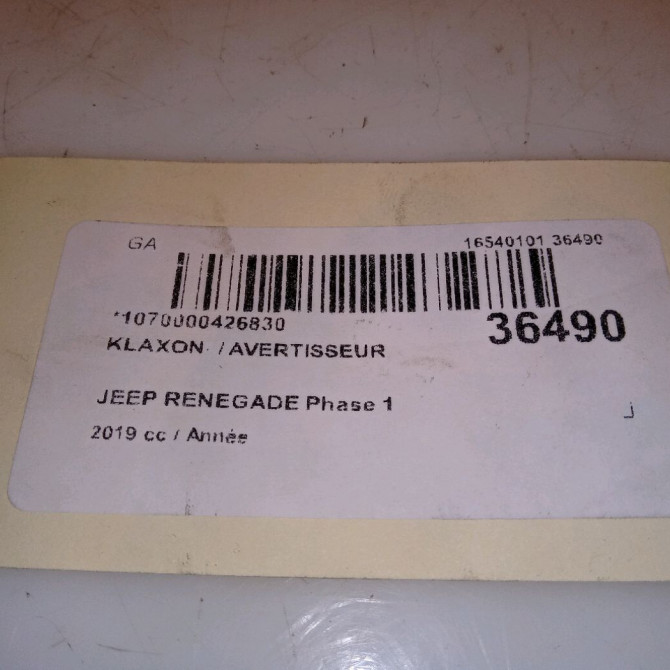 GA 16540101 36490
*1070000426830 36490
KLAXON / AVERTISSEUR
JEEP RENEGADE Phase 1
2019 cc / Année